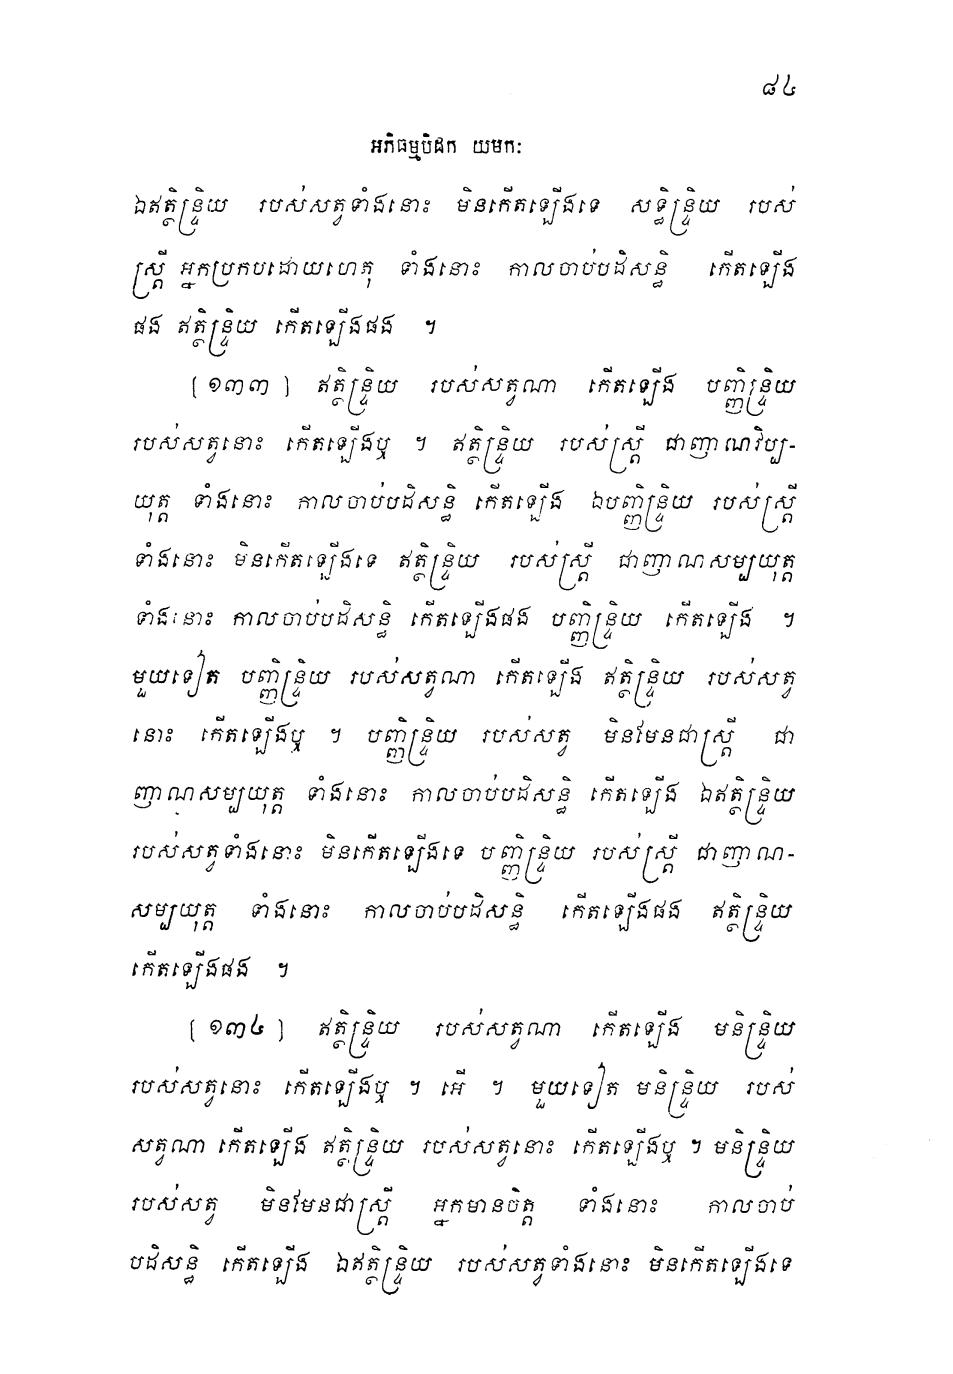 ៨៤
អភិធម្មបិដក យមកៈ
ឯឥត្ថិន្ទ្រិយ របស់សត្វទាំងនោះ មិនកើតឡើងទេ សទ្ធិន្ទ្រិយ របស់
ស្ត្រី អ្នកប្រកបដោយហេតុ ទាំងនោះ កាលចាប់បដិសន្ធិ កើតឡើង
ផង ឥត្ថិន្ទ្រិយ កើតឡើងផង ។
[ ១៣៣ ] ឥត្ថិន្ទ្រិយ របស់សត្វណា កើតឡើង បញ្ញិន្ទ្រិយ
របស់សត្វនោះ កើតឡើងឬ ។ ឥត្ថិន្ទ្រិយ របស់ស្ត្រី ជាញាណវិប្ប-
យុត្ត ទាំងនោះ កាលចាប់បដិសន្ធិ កើតឡើង ឯបញ្ញិន្ទ្រិយ របស់ស្ត្រី
ទាំងនោះ មិនកើតឡើងទេ ឥត្ថិន្ទ្រិយ របស់ស្ត្រី ជាញាណសម្បយុត្ត
ទាំងនោះ កាលចាប់បដិសន្ធិ កើតឡើងផង បញ្ញិន្ទ្រិយ កើតឡើង ។
មួយទៀត បញ្ញិន្ទ្រិយ របស់សត្វណា កើតឡើង ឥត្ថិន្ទ្រិយ របស់សត្វ
នោះ កើតឡើងឬ ។ បញ្ញិន្ទ្រិយ របស់សត្វ មិនមែនជាស្ត្រី ជា
ញាណសម្បយុត្ត ទាំងនោះ កាលចាប់បដិសន្ធិ កើតឡើង ឯឥត្ថិន្ទ្រិយ
របស់សត្វទាំងនោះ មិនកើតឡើងទេ បញ្ញិន្ទ្រិយ របស់ស្ត្រី ជាញាណ-
សម្បយុត្ត ទាំងនោះ កាលចាប់បដិសន្ធិ កើតឡើងផង ឥត្ថិន្ទ្រិយ
កើតឡើងផង ។
[ ១៣៤ ] ឥត្ថិន្ទ្រិយ របស់សត្វណា កើតឡើង មនិន្ទ្រិយ
របស់សត្វនោះ កើតឡើងឬ ។ អើ ។ មួយទៀត មនិន្ទ្រិយ របស់
សត្វណា កើតឡើង ឥត្ថិន្ទ្រិយ របស់សត្វនោះ កើតឡើងឬ ។ មនិន្ទ្រិយ
របស់សត្វ មិនមែនជាស្ត្រី អ្នកមានចិត្ត ទាំងនោះ កាលចាប់
បដិសន្ធិ កើតឡើង ឯឥត្ថិន្ទ្រិយ របស់សត្វទាំងនោះ មិនកើតឡើងទេ